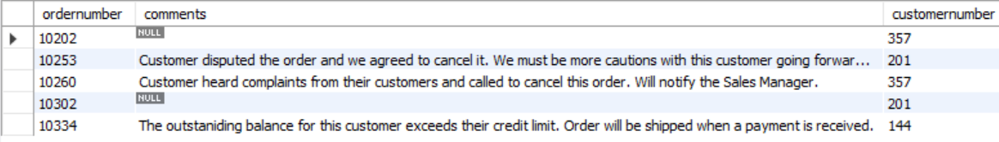 ordernumber comments customernumber
10202 NULL 357
10253 Customer disputed the order and we agreed to cancel it. We must be more cautions with this customer going forwar... 201
10260 Customer heard complaints from their customers and called to cancel this order. Will notify the Sales Manager. 357
10302 NULL 201
10334 The outstaniding balance for this customer exceeds their credit limit. Order will be shipped when a payment is received. 144